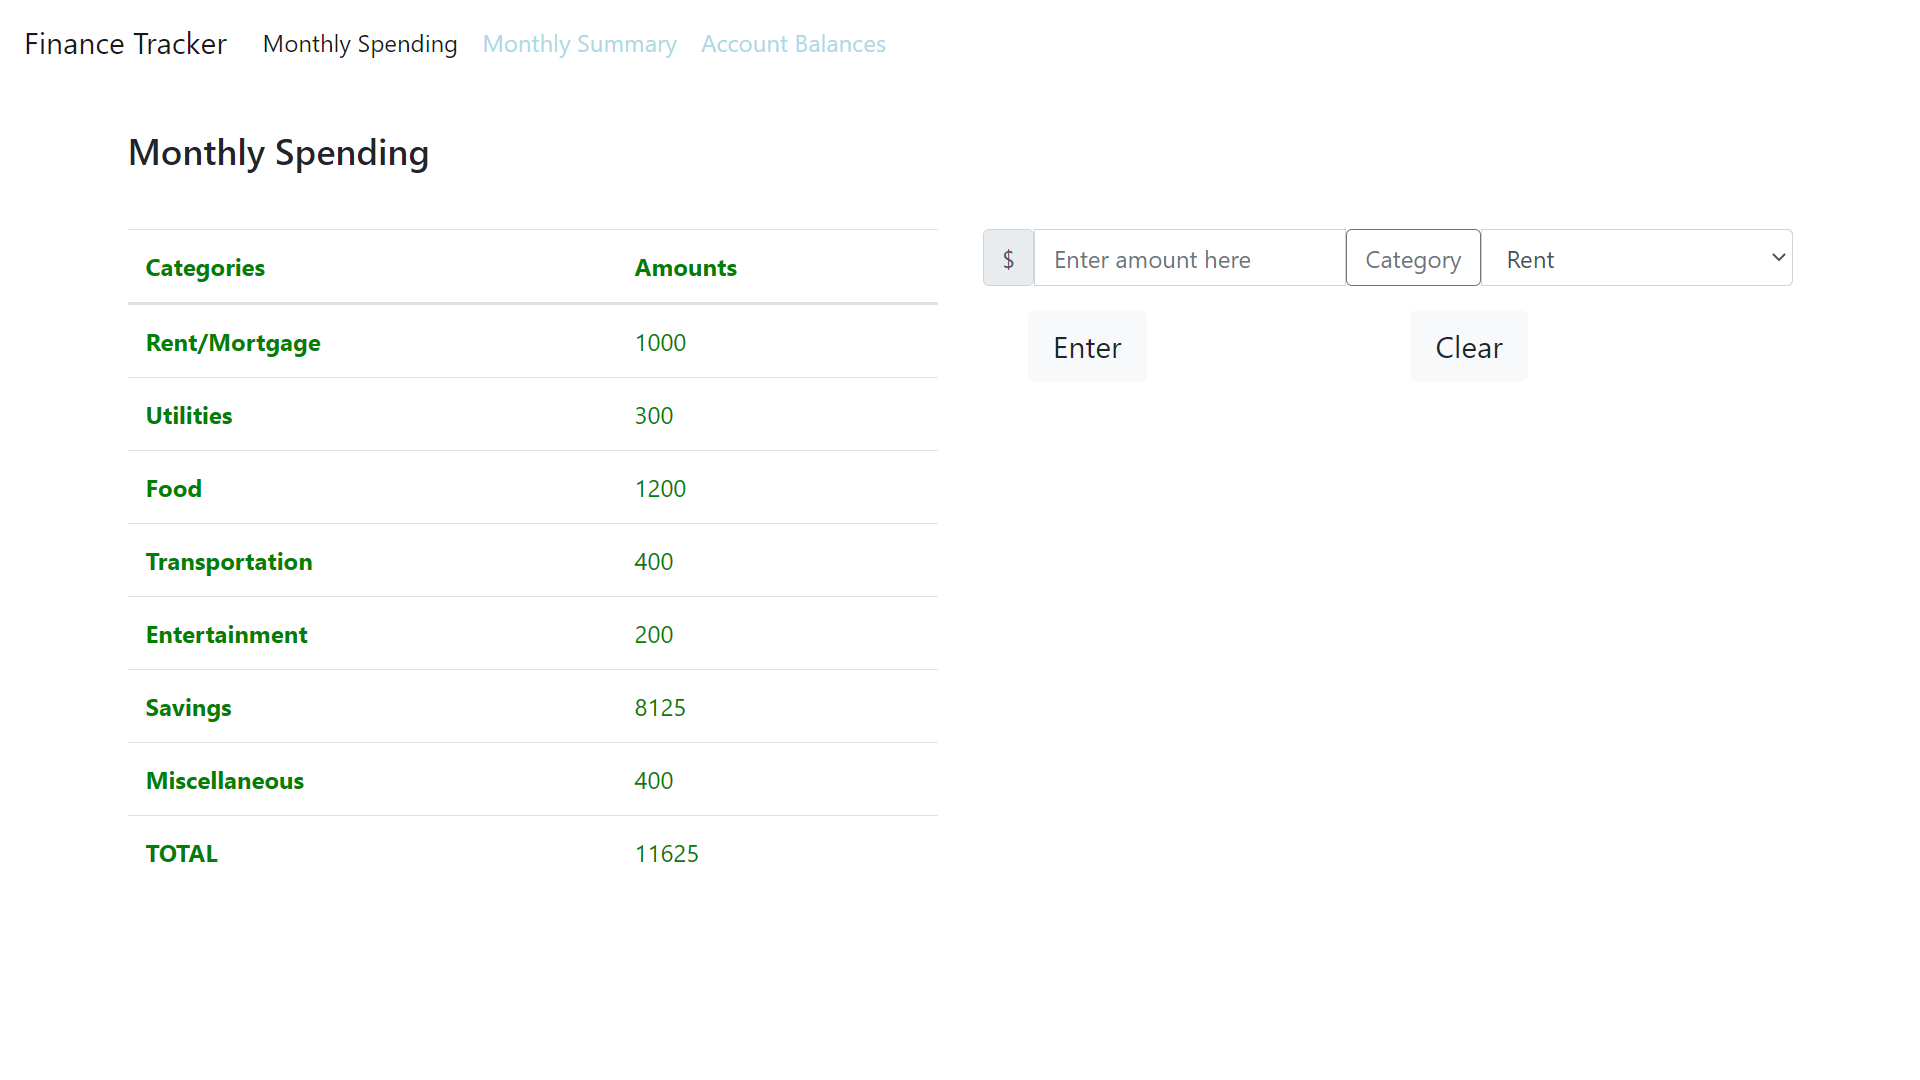 Finance Tracker Monthly Spending Monthly Summary Account Balances
Monthly Spending
Categories Amounts
Rent/Mortgage 1000
Utilities 300
Food 1200
Transportation 400
Entertainment 200
Savings 8125
Miscellaneous 400
TOTAL 11625
$ Enter amount here Category Rent
Enter Clear